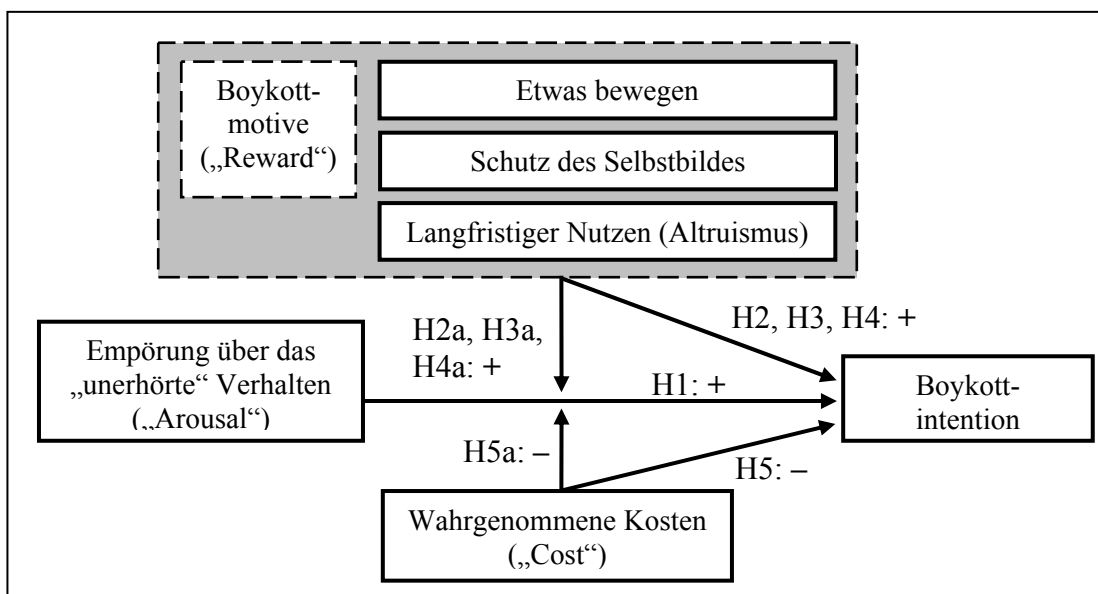 Boykott-
motive
(„Reward“)
Etwas bewegen
Schutz des Selbstbildes
Langfristiger Nutzen (Altruismus)
H2a, H3a,
H4a: +
H2, H3, H4: +
Empörung über das
„unerhörte“ Verhalten
(„Arousal“)
H1: +
Boykott-
intention
H5a: –
H5: –
Wahrgenommene Kosten
(„Cost“)